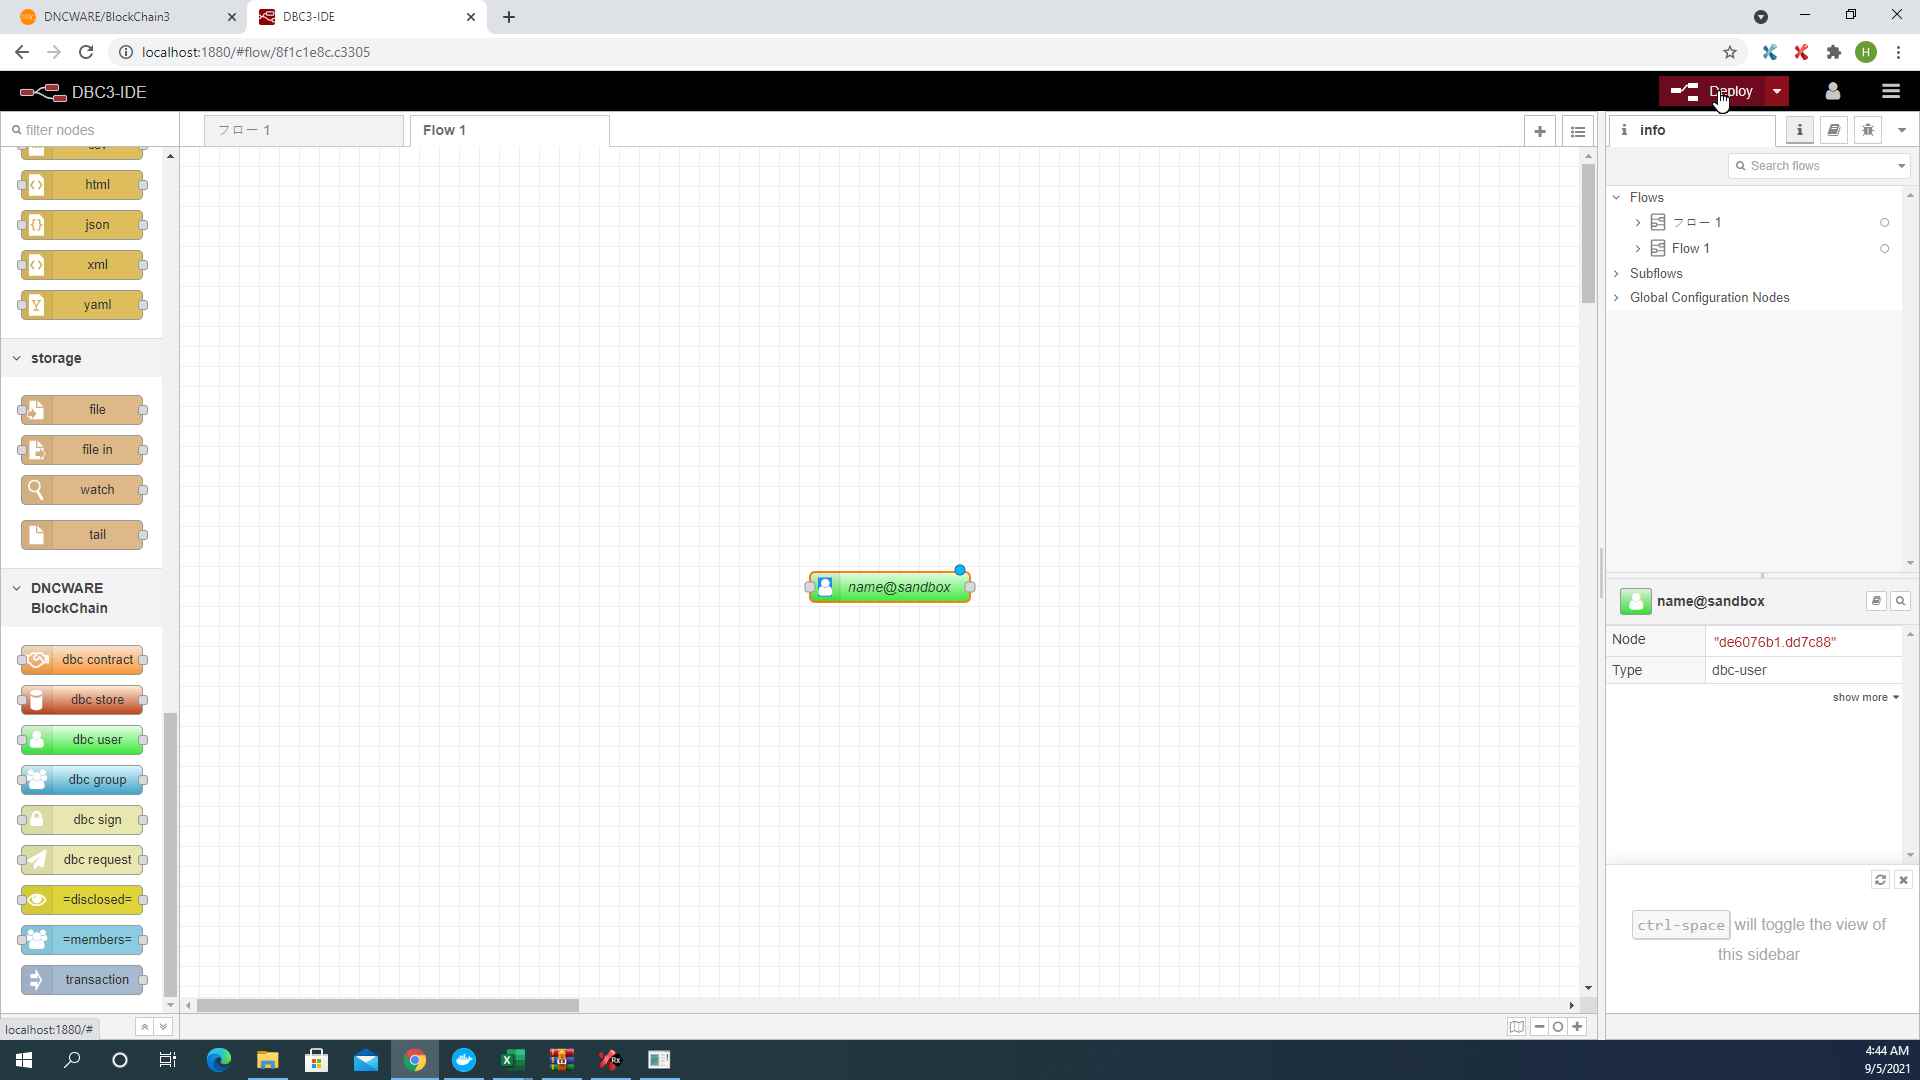 DNCWARE/BlockChain3
DBC3-IDE
localhost:1880/#flow/8f1c1e8c.c3305
H
DBC3-IDE
Deploy
filter nodes
フロー 1
Flow 1
info
Search flows
html
json
xml
yaml
storage
file
file in
watch
tail
DNCWARE
BlockChain
dbc contract
dbc store
dbc user
dbc group
dbc sign
dbc request
=disclosed=
=members=
transaction
localhost:1880/#
name@sandbox
Flows
フロー 1
Flow 1
Subflows
Global Configuration Nodes
name@sandbox
Node "de6076b1.dd7c88"
Type dbc-user
show more
ctrl-space will toggle the view of
this sidebar
4:44 AM
9/5/2021